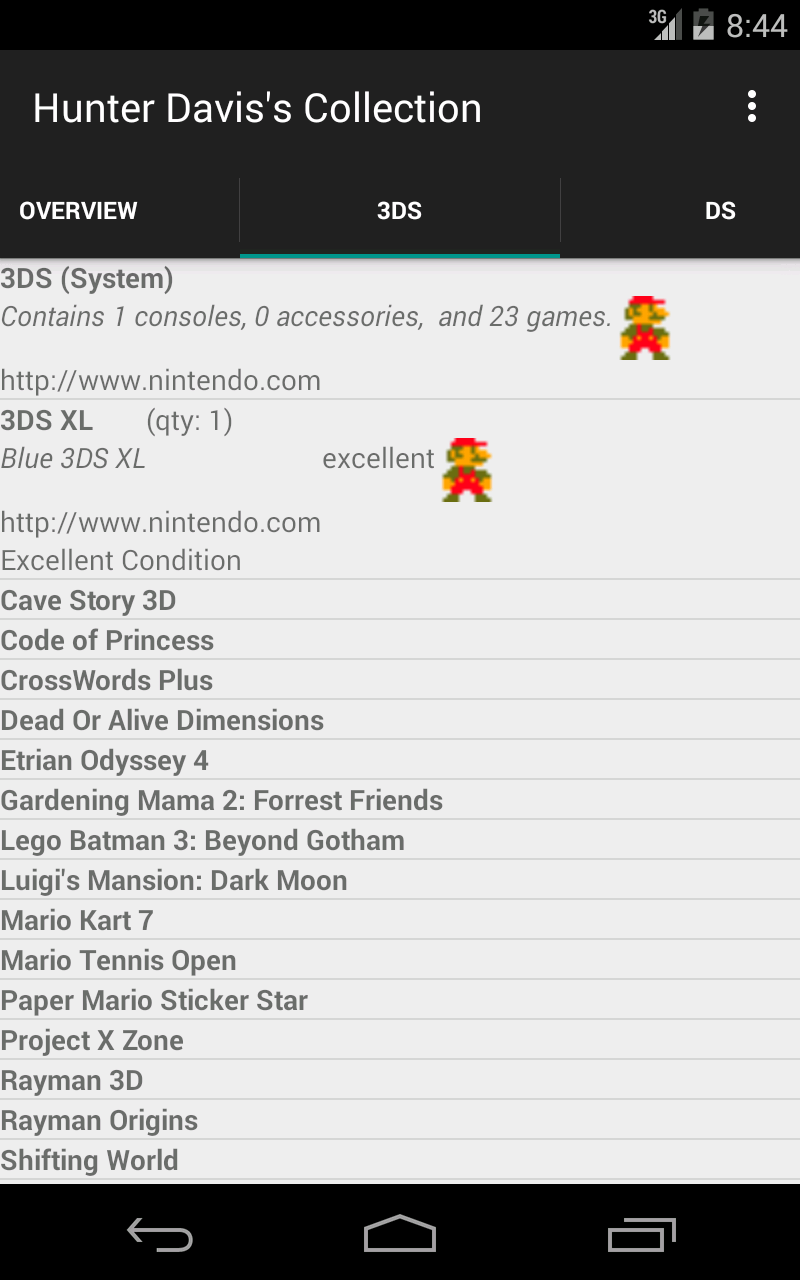 3G 8:44
Hunter Davis's Collection
OVERVIEW 3DS DS
3DS (System)
Contains 1 consoles, 0 accessories,  and 23 games.
http://www.nintendo.com
3DS XL (qty: 1)
Blue 3DS XL excellent
http://www.nintendo.com
Excellent Condition
Cave Story 3D
Code of Princess
CrossWords Plus
Dead Or Alive Dimensions
Etrian Odyssey 4
Gardening Mama 2: Forrest Friends
Lego Batman 3: Beyond Gotham
Luigi's Mansion: Dark Moon
Mario Kart 7
Mario Tennis Open
Paper Mario Sticker Star
Project X Zone
Rayman 3D
Rayman Origins
Shifting World